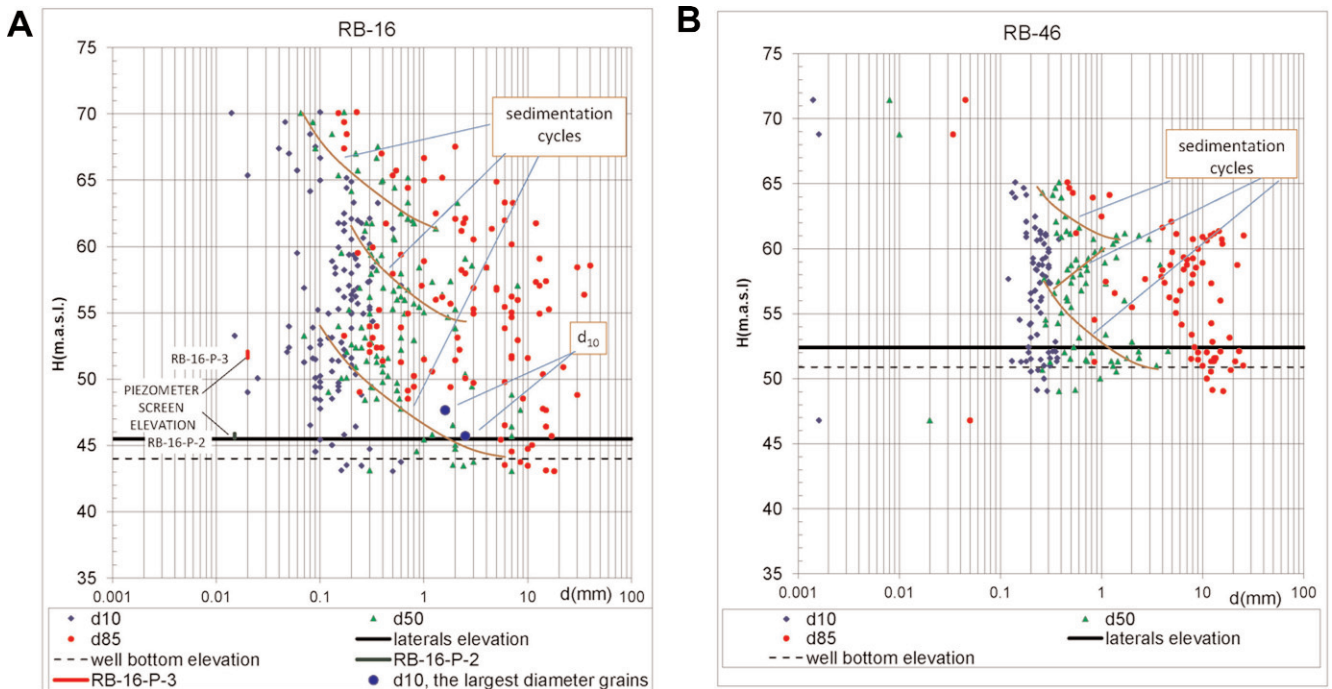 A
RB-16
75
70
65
60
55
50
45
40
35
H(m.a.s.l.)
sedimentation
cycles
d10
RB-16-P-3
PIEZOMETER
SCREEN
ELEVATION
RB-16-P-2
d(mm)
0.001
0.01
0.1
1
10
100
d10
d50
d85
laterals elevation
well bottom elevation
RB-16-P-2
RB-16-P-3
d10, the largest diameter grains
B
RB-46
75
70
65
60
55
50
45
40
35
H(m.a.s.l)
sedimentation
cycles
d(mm)
0.001
0.01
0.1
1
10
100
d10
d50
d85
laterals elevation
well bottom elevation